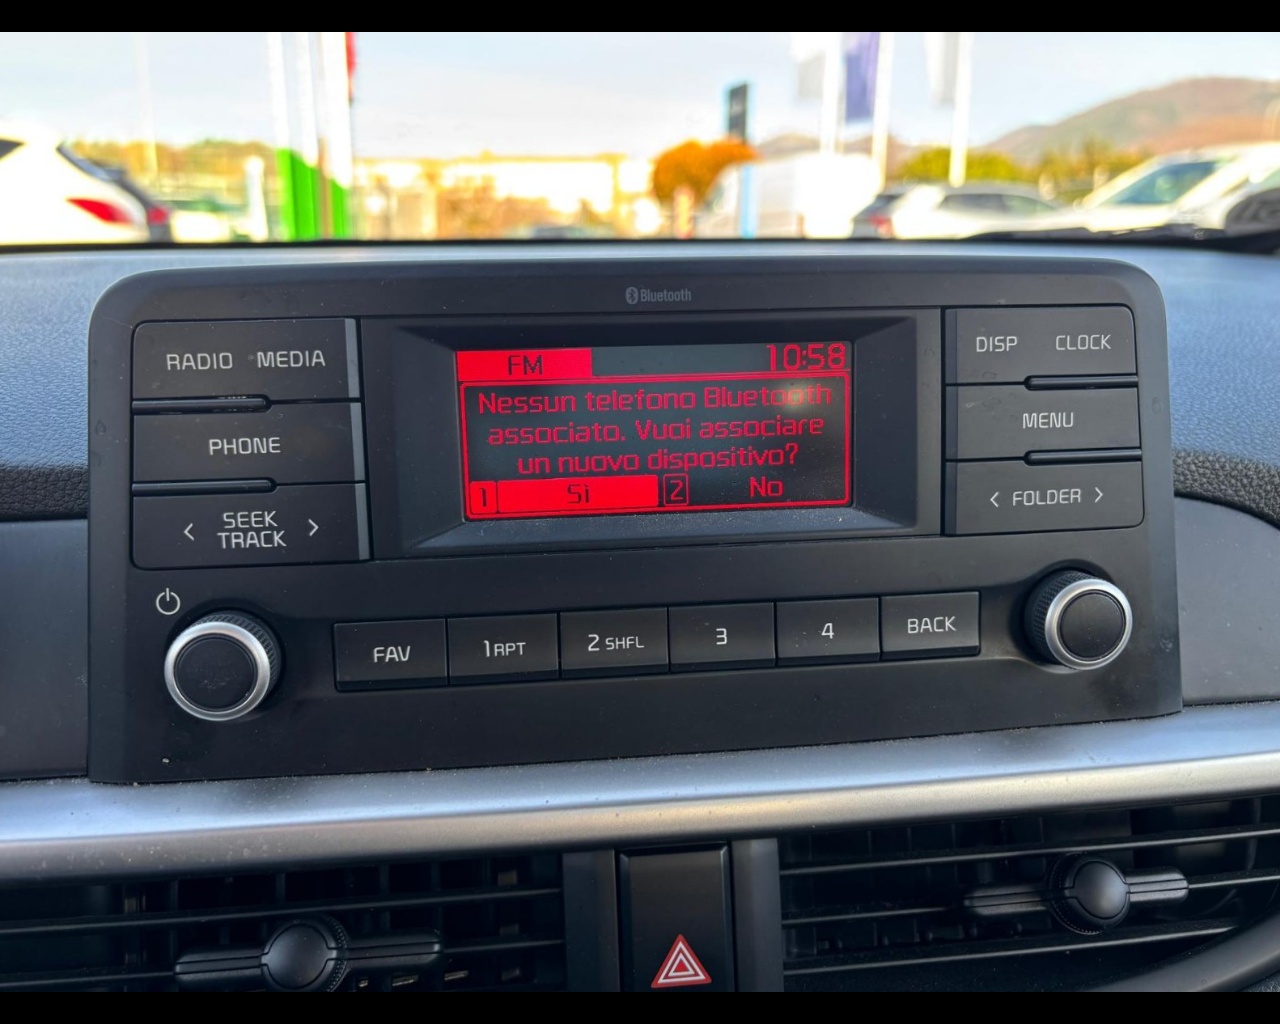 Bluetooth
RADIO MEDIA
PHONE
< SEEK TRACK >
FM 10:58
Nessun telefono Bluetooth
associato. Vuoi associare
un nuovo dispositivo?
1 Sì 2 No
DISP CLOCK
MENU
< FOLDER >
FAV 1 RPT 2 SHFL 3 4 BACK